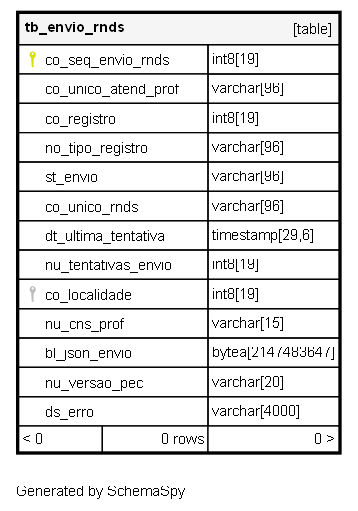 tb_envio_rnds [table]
co_seq_envio_rnds int8[19]
co_unico_atend_prof varchar[96]
co_registro int8[19]
no_tipo_registro varchar[96]
st_envio varchar[96]
co_unico_rnds varchar[96]
dt_ultima_tentativa timestamp[29,6]
nu_tentativas_envio int8[19]
co_localidade int8[19]
nu_cns_prof varchar[15]
bl_json_envio bytea[2147483647]
nu_versao_pec varchar[20]
ds_erro varchar[4000]
< 0 0 rows 0 >
Generated by SchemaSpy